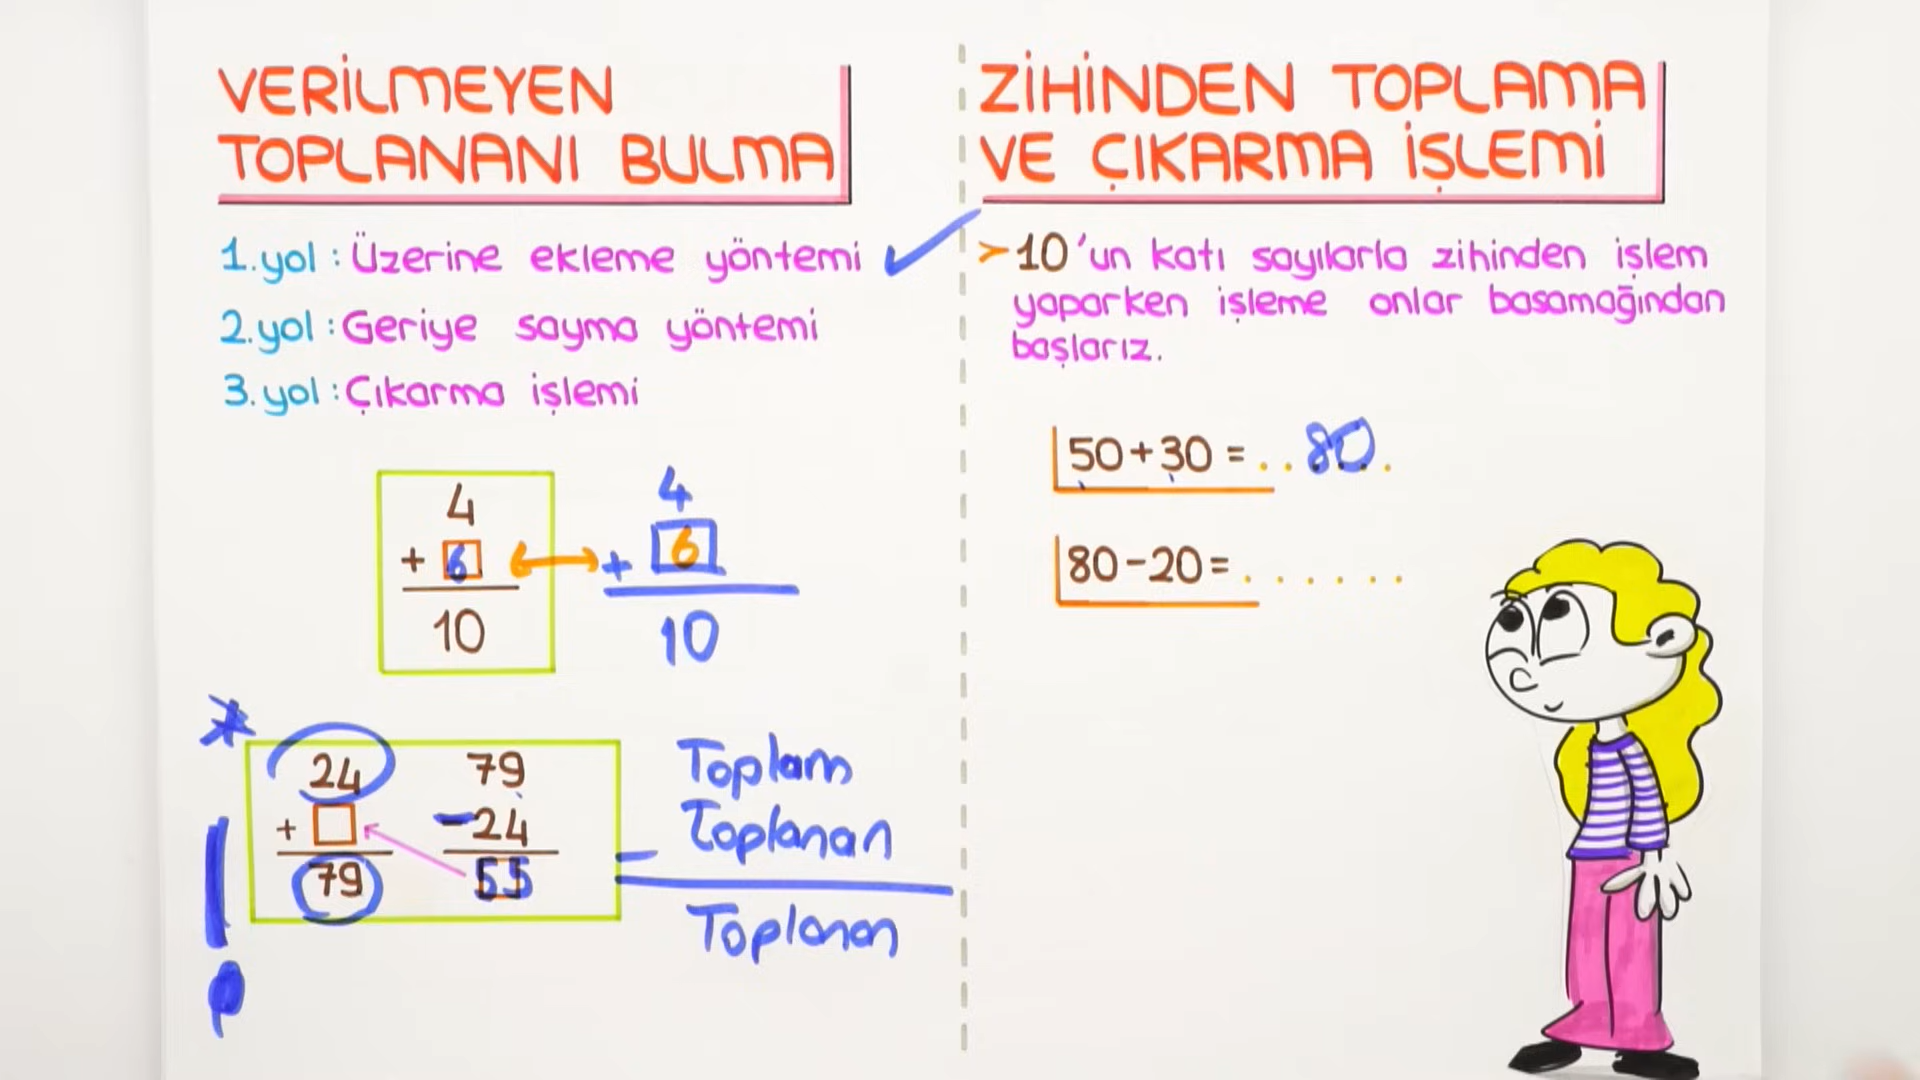 VERİLMEYEN
TOPLANANI BULMA
1.yol : Üzerine ekleme yöntemi
2.yol : Geriye sayma yöntemi
3.yol : Çıkarma işlemi
4
+ 6
10
4
+ 6
10
24
+
79
79
-24
55
Toplam
- Toplanan
Toplanan
ZİHİNDEN TOPLAMA
VE ÇIKARMA İŞLEMİ
10'un katı sayılarla zihinden işlem
yaparken işleme onlar basamağından
başlarız.
50+30 = ..80..
80-20= ......